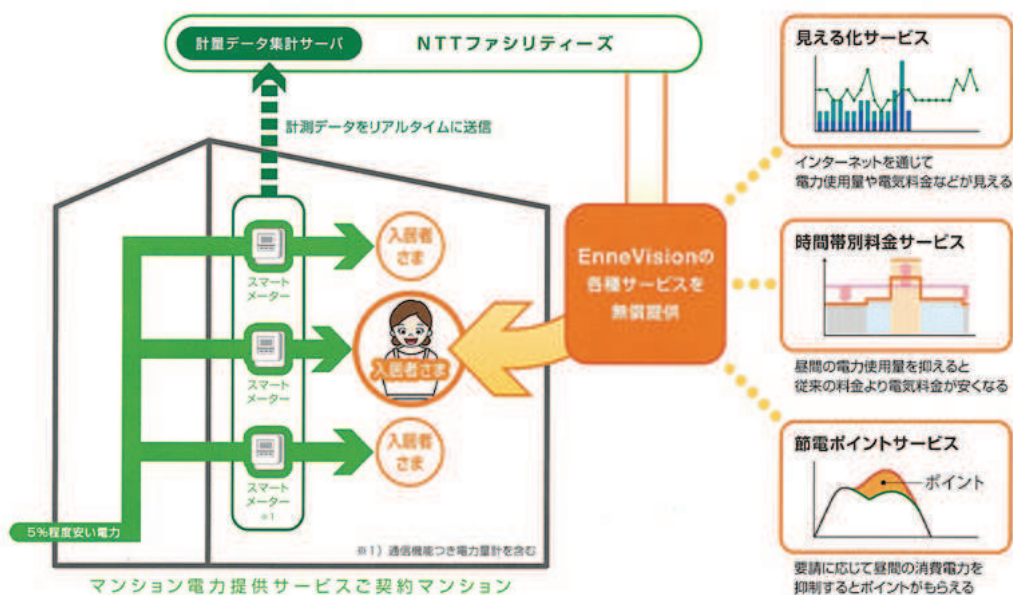 計量データ集計サーバ
NTTファシリティーズ
計測データをリアルタイムに送信
スマート
メーター
入居者
さま
スマート
メーター
入居者さま
スマート
メーター
※1
入居者
さま
5%程度安い電力
※1）通信機能つき電力量計を含む
マンション電力提供サービスご契約マンション
EnneVisionの
各種サービスを
無償提供
見える化サービス
インターネットを通じて
電力使用量や電気料金などが見える
時間帯別料金サービス
昼間の電力使用量を抑えると
従来の料金より電気料金が安くなる
節電ポイントサービス
ポイント
要請に応じて昼間の消費電力を
抑制するとポイントがもらえる